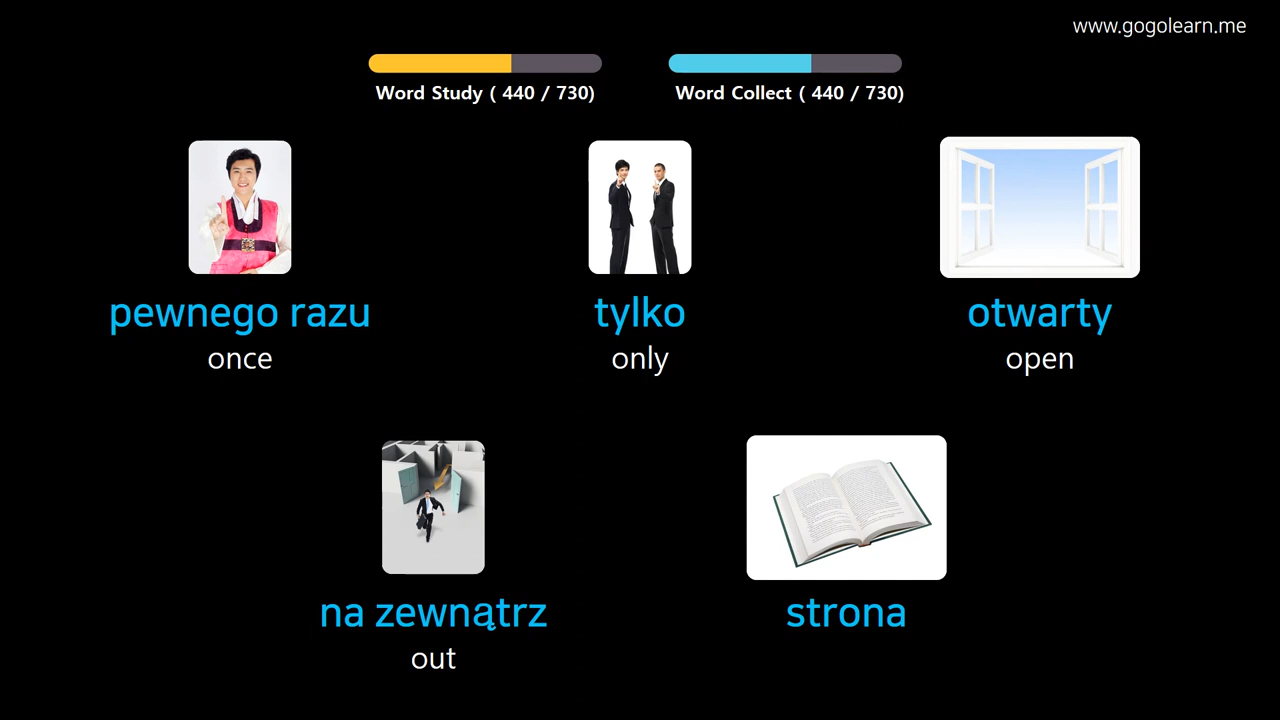 www.gogolearn.me
Word Study ( 440 / 730)
Word Collect ( 440 / 730)
pewnego razu
once
tylko
only
otwarty
open
na zewnątrz
out
strona